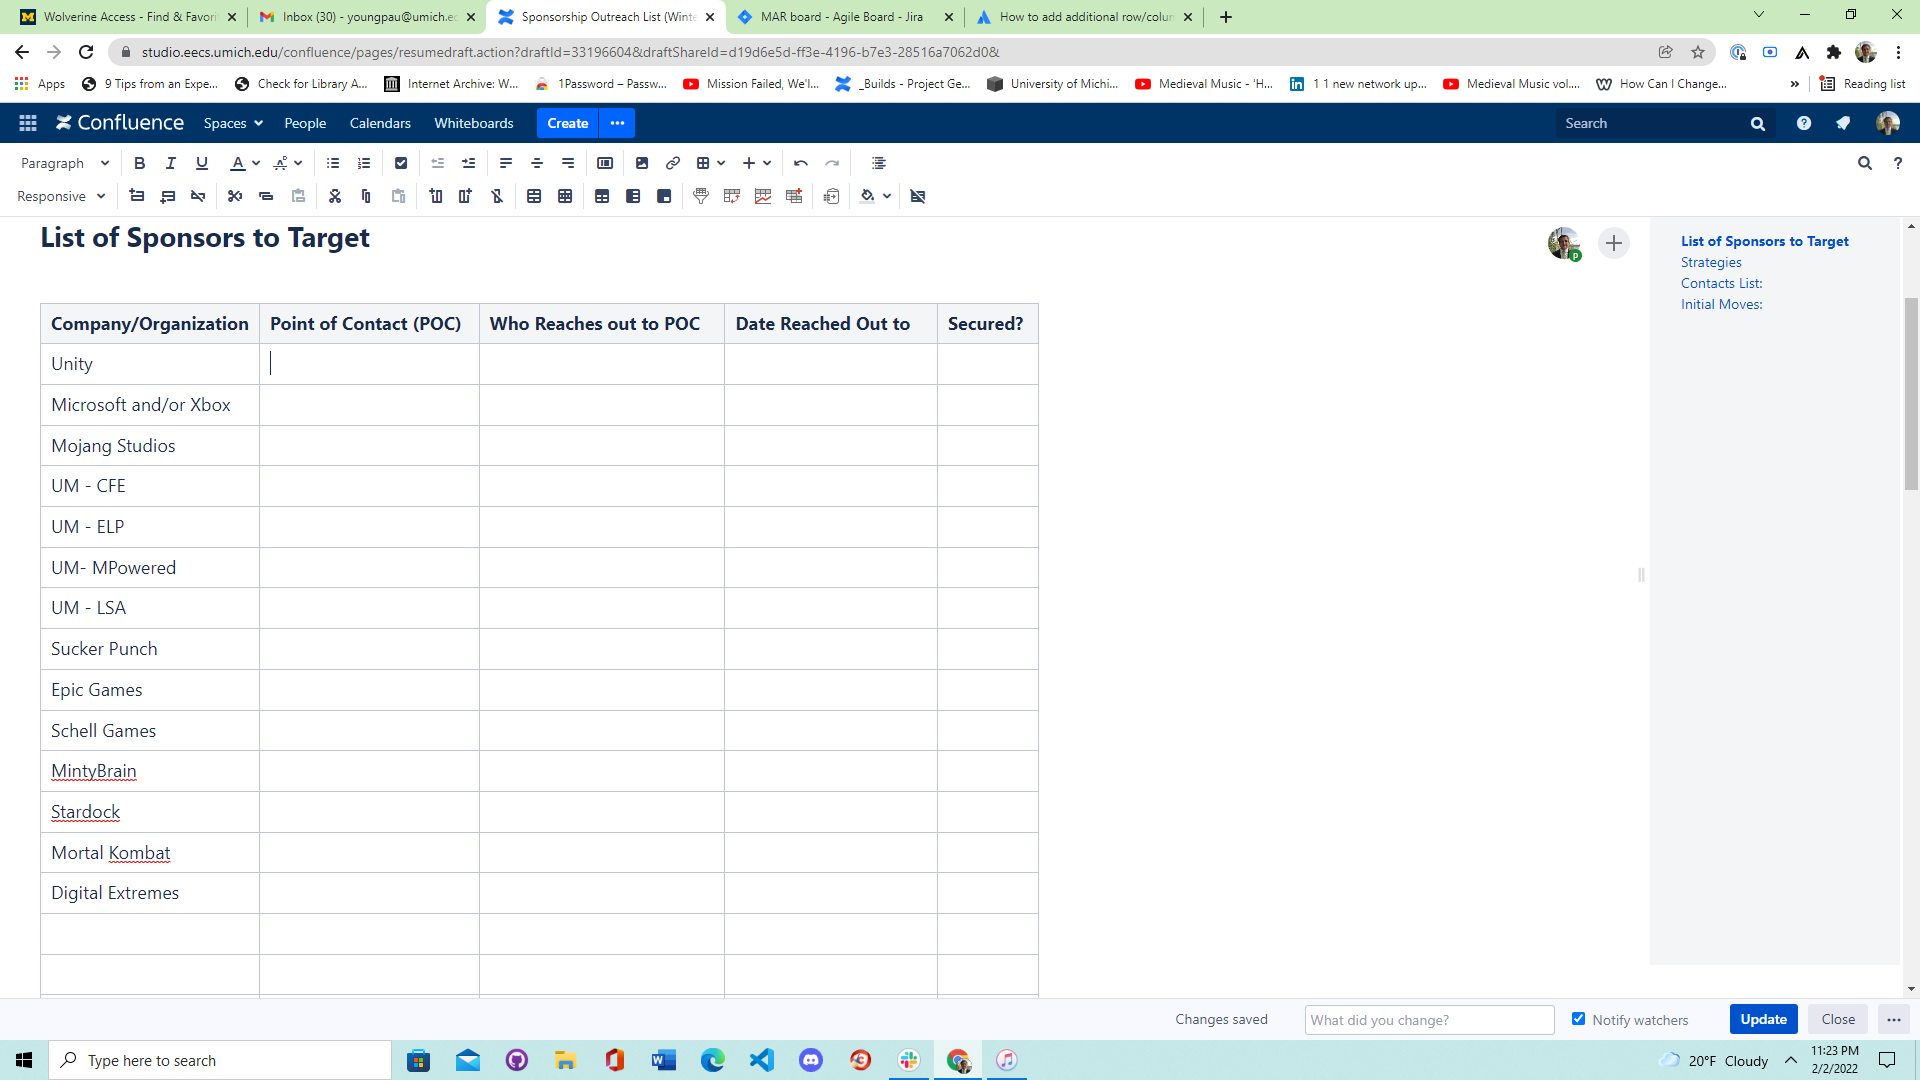 Wolverine Access - Find & Favori
Inbox (30) - youngpau@umich.ec
Sponsorship Outreach List (Winte
MAR board - Agile Board - Jira
How to add additional row/colur
studio.eecs.umich.edu/confluence/pages/resumedraft.action?draftId=33196604&draftShareId=d19d6e5d-ff3e-4196-b7e3-28516a7062d0&
Apps
9 Tips from an Expe...
Check for Library A...
Internet Archive: W...
1Password – Passw...
Mission Failed, We'l...
_Builds - Project Ge...
University of Michi...
Medieval Music - 'H...
1 1 new network up...
Medieval Music vol....
How Can I Change...
»
Reading list
Confluence
Spaces
People
Calendars
Whiteboards
Create
Search
Paragraph
Responsive
List of Sponsors to Target
Company/Organization
Point of Contact (POC)
Who Reaches out to POC
Date Reached Out to
Secured?
Unity
Microsoft and/or Xbox
Mojang Studios
UM - CFE
UM - ELP
UM- MPowered
UM - LSA
Sucker Punch
Epic Games
Schell Games
MintyBrain
Stardock
Mortal Kombat
Digital Extremes
List of Sponsors to Target
Strategies
Contacts List:
Initial Moves:
Changes saved
What did you change?
Notify watchers
Update
Close
Type here to search
20°F Cloudy
11:23 PM
2/2/2022